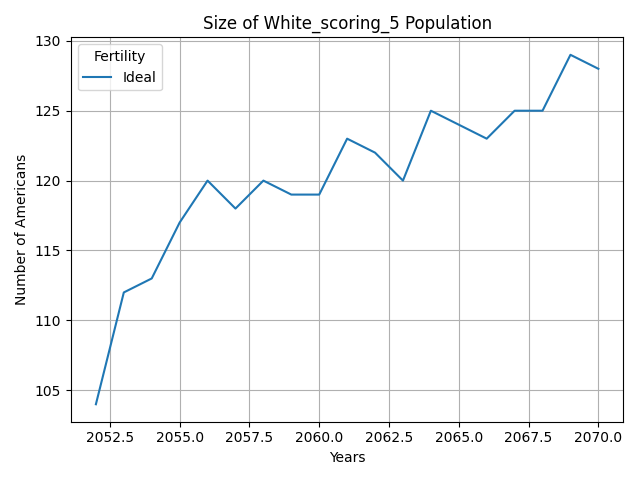 Size of White_scoring_5 Population
130
125
120
115
110
105
Number of Americans
Fertility
Ideal
2052.5 2055.0 2057.5 2060.0 2062.5 2065.0 2067.5 2070.0
Years